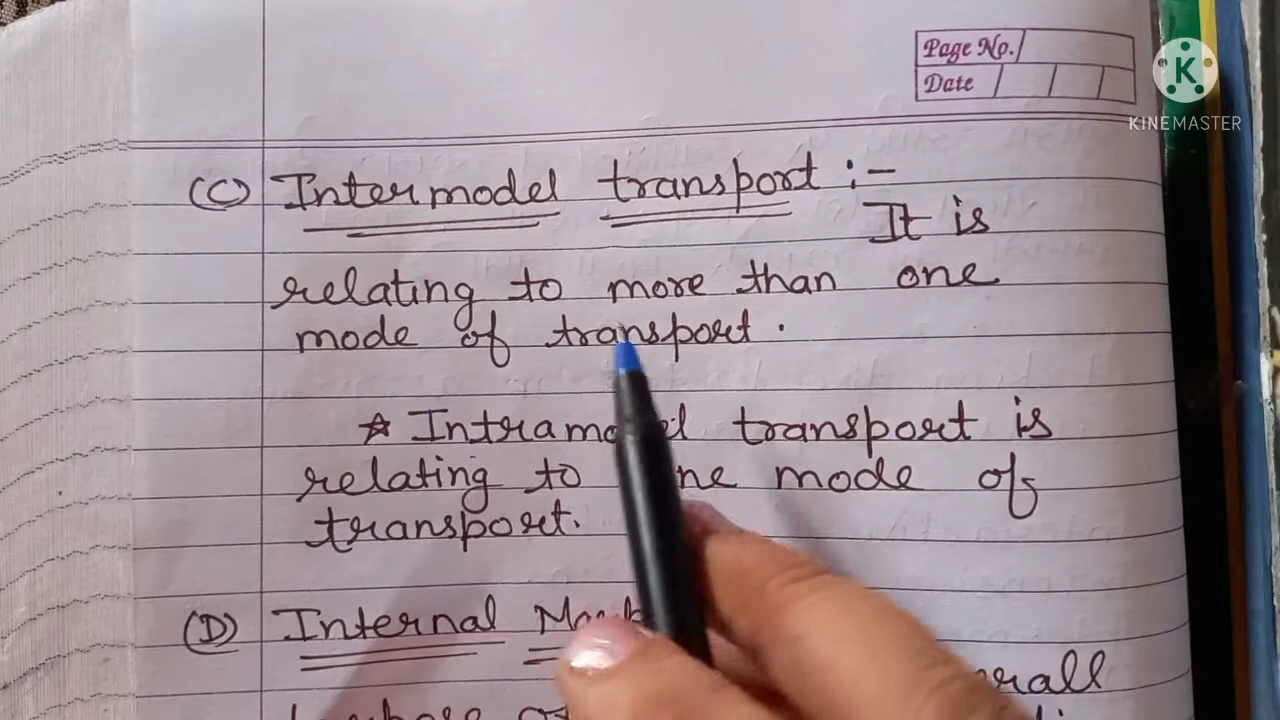 Page No.
Date
KINEMASTER
(C) Intermodel transport :-
It is
relating to more than one
mode of transport.
☆ transport is
relating to mode of
transport.
(D) Internal